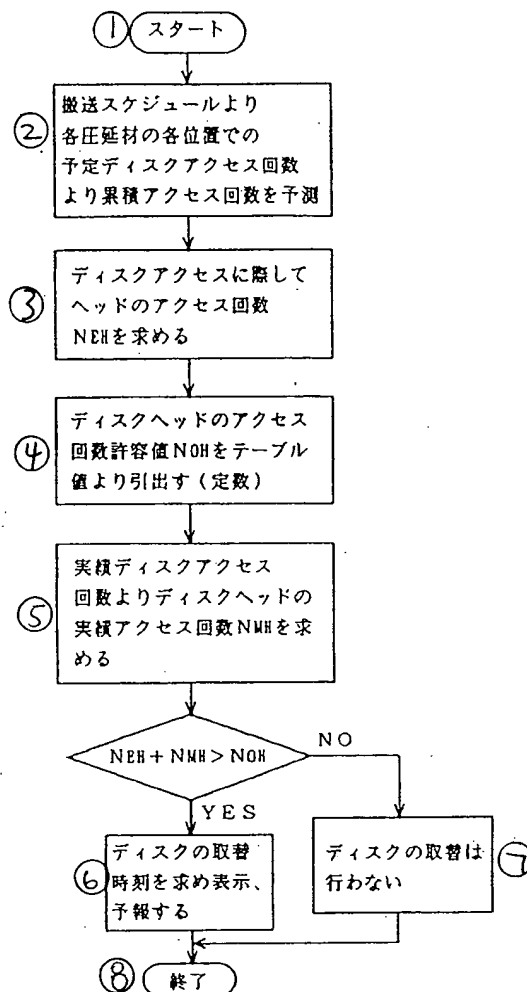 ① スタート
②
搬送スケジュールより
各圧延材の各位置での
予定ディスクアクセス回数
より累積アクセス回数を予測
③
ディスクアクセスに際して
ヘッドのアクセス回数
NEHを求める
④
ディスクヘッドのアクセス
回数許容値NOHをテーブル
値より引出す(定数)
⑤
実績ディスクアクセス
回数よりディスクヘッドの
実績アクセス回数NMHを求
める
NEH+NMH>NOH
NO
YES
⑥
ディスクの取替
時刻を求め表示、
予報する
⑦
ディスクの取替は
行わない
⑧ 終了